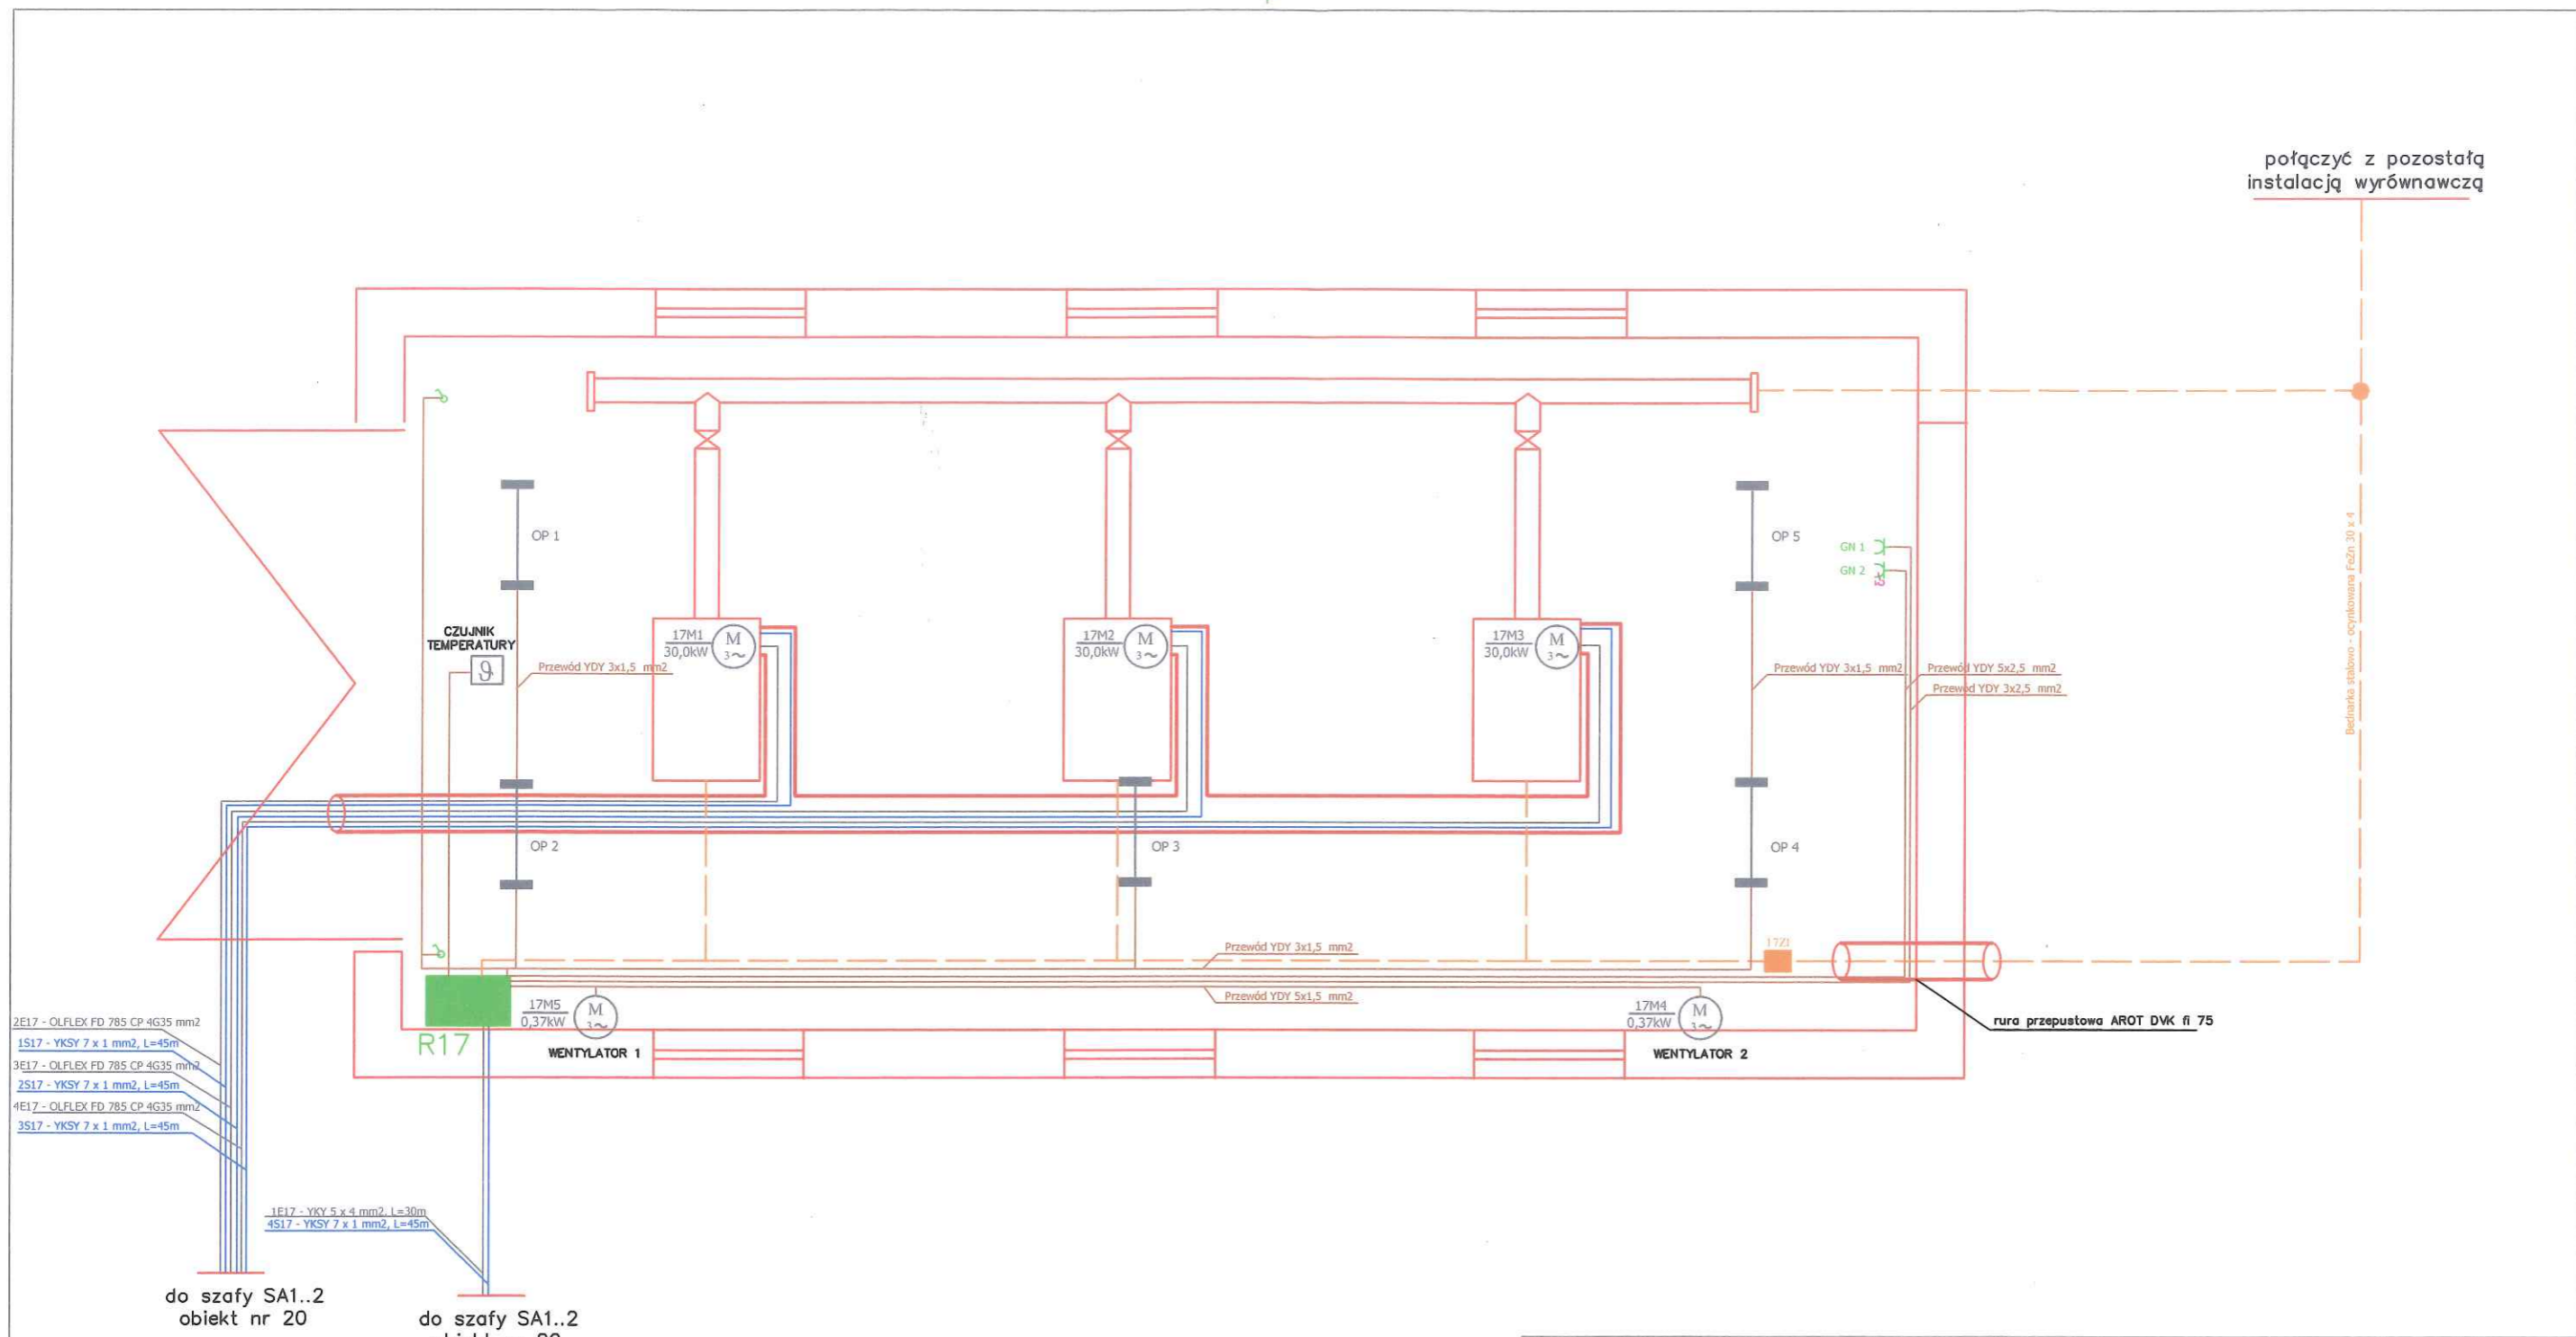 połączyć z pozostałą
instalacją wyrównawczą
OP 1
OP 5
GN 1
GN 2
x3
Bednarka stalowo - ocynkowana FeZn 30 x 4
CZUJNIK
TEMPERATURY
ϑ
Przewód YDY 3x1,5 mm2
17M1
30,0kW
M
3~
17M2
30,0kW
M
3~
17M3
30,0kW
M
3~
Przewód YDY 3x1,5 mm2
Przewód YDY 5x2,5 mm2
Przewód YDY 3x2,5 mm2
OP 2
OP 3
OP 4
Przewód YDY 3x1,5 mm2
17ZI
17M5
0,37kW
M
3~
Przewód YDY 5x1,5 mm2
17M4
0,37kW
M
3~
R17
WENTYLATOR 1
WENTYLATOR 2
rura przepustowa AROT DVK fi 75
2E17 - OLFLEX FD 785 CP 4G35 mm2
1S17 - YKSY 7 x 1 mm2, L=45m
3E17 - OLFLEX FD 785 CP 4G35 mm2
2S17 - YKSY 7 x 1 mm2, L=45m
4E17 - OLFLEX FD 785 CP 4G35 mm2
3S17 - YKSY 7 x 1 mm2, L=45m
1E17 - YKY 5 x 4 mm2, L=30m
4S17 - YKSY 7 x 1 mm2, L=45m
do szafy SA1..2
obiekt nr 20
do szafy SA1..2